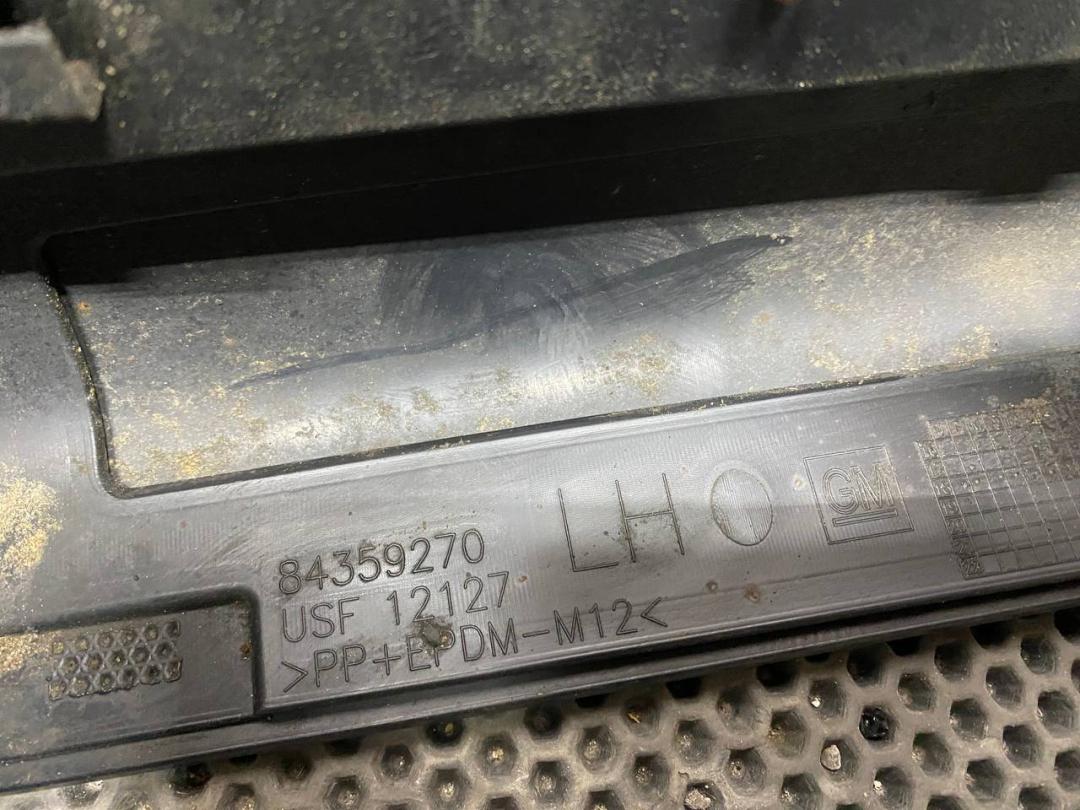 84359270
USF 12127
>PP+EPDM-M12<
LH
GM